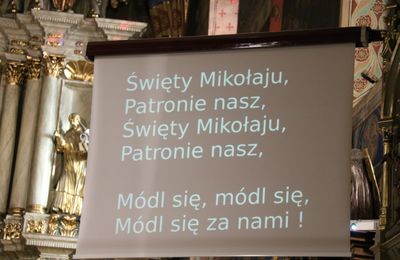 Święty Mikołaju,
Patronie nasz,
Święty Mikołaju,
Patronie nasz,
Módl się, módl się,
Módl się za nami !